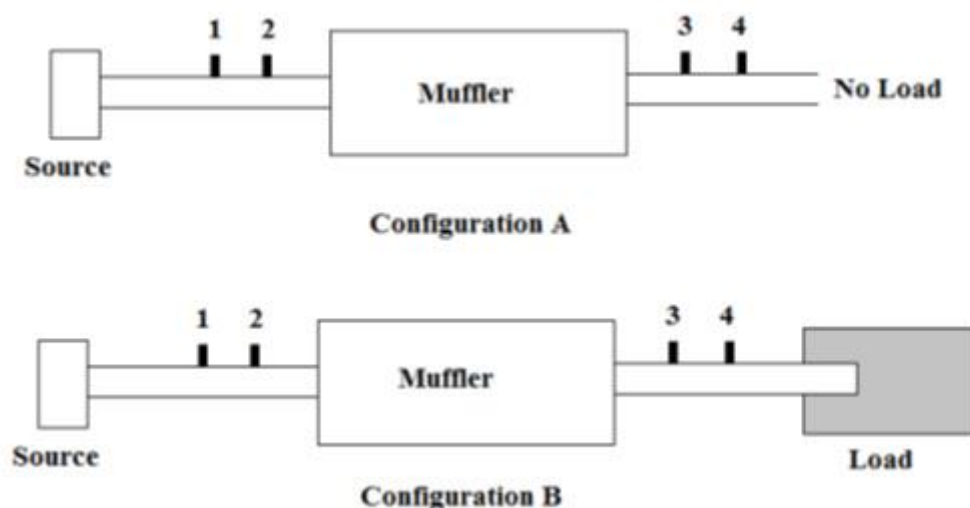 1 2 3 4
Muffler
No Load
Source
Configuration A
1 2 3 4
Muffler
Source
Load
Configuration B